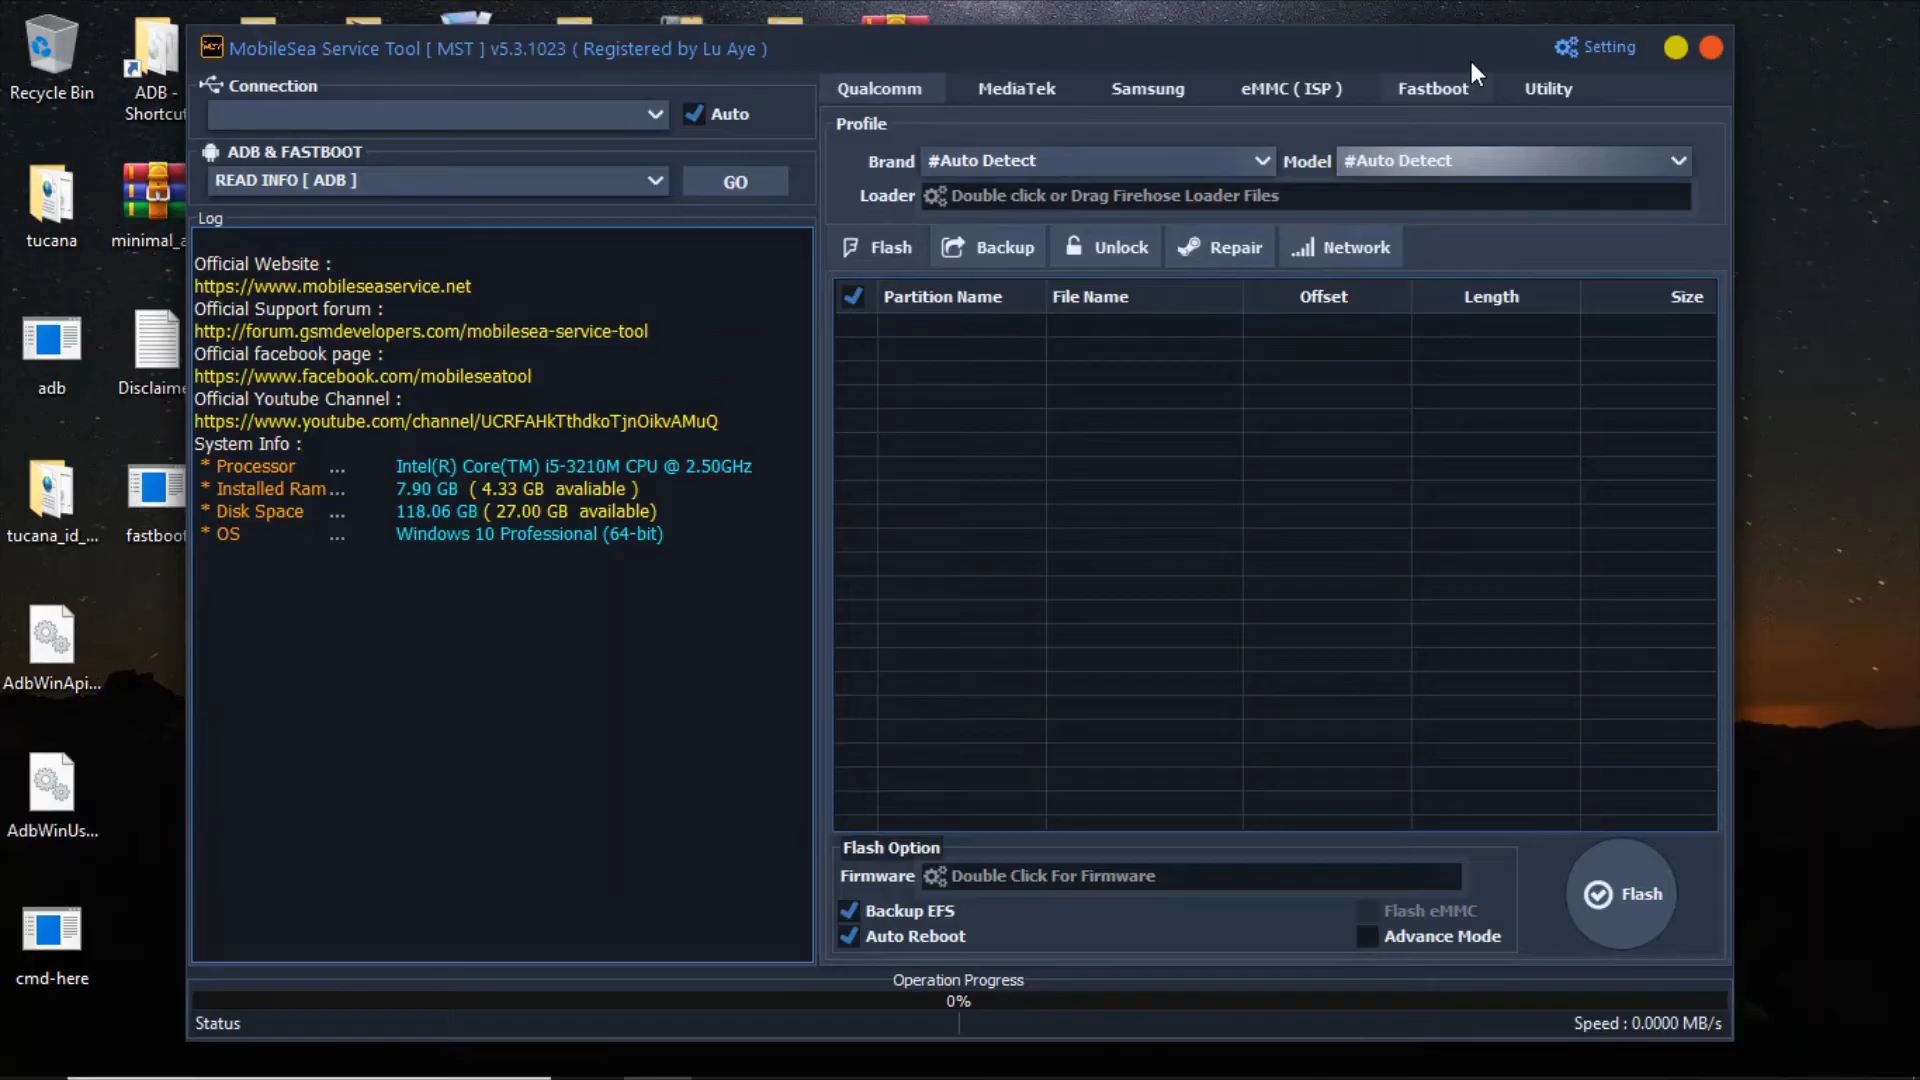 Recycle Bin
ADB -
Shortcu
tucana
minimal_a
adb
Disclaime
tucana_id_...
fastboot
AdbWinApi...
AdbWinUs...
cmd-here
MST
MobileSea Service Tool [ MST ] v5.3.1023 ( Registered by Lu Aye )
Setting
Connection
Auto
ADB & FASTBOOT
READ INFO [ ADB ]
GO
Log
Official Website :
https://www.mobileseaservice.net
Official Support forum :
http://forum.gsmdevelopers.com/mobilesea-service-tool
Official facebook page :
https://www.facebook.com/mobileseatool
Official Youtube Channel :
https://www.youtube.com/channel/UCRFAHkTthdkoTjnOikvAMuQ
System Info :
* Processor ... Intel(R) Core(TM) i5-3210M CPU @ 2.50GHz
* Installed Ram ... 7.90 GB ( 4.33 GB avaliable )
* Disk Space ... 118.06 GB ( 27.00 GB available)
* OS ... Windows 10 Professional (64-bit)
Qualcomm MediaTek Samsung eMMC ( ISP ) Fastboot Utility
Profile
Brand #Auto Detect Model #Auto Detect
Loader Double click or Drag Firehose Loader Files
Flash Backup Unlock Repair Network
Partition Name File Name Offset Length Size
Flash Option
Firmware Double Click For Firmware
Backup EFS Flash eMMC
Auto Reboot Advance Mode
Flash
Operation Progress
0%
Status Speed : 0.0000 MB/s